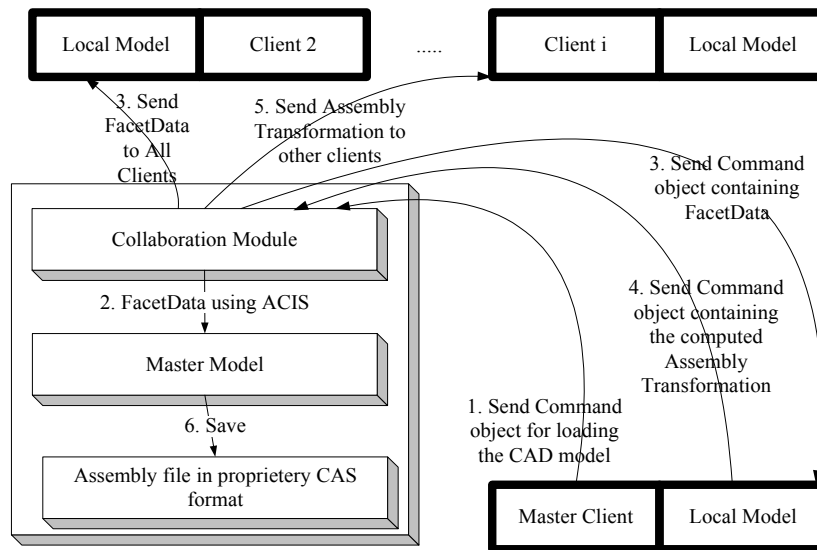 Local Model
Client 2
.....
Client i
Local Model
3. Send
FacetData
to All
Clients
5. Send Assembly
Transformation to
other clients
3. Send Command
object containing
FacetData
Collaboration Module
2. FacetData using ACIS
4. Send Command
object containing
the computed
Assembly
Transformation
Master Model
6. Save
1. Send Command
object for loading
the CAD model
Assembly file in proprietery CAS
format
Master Client
Local Model